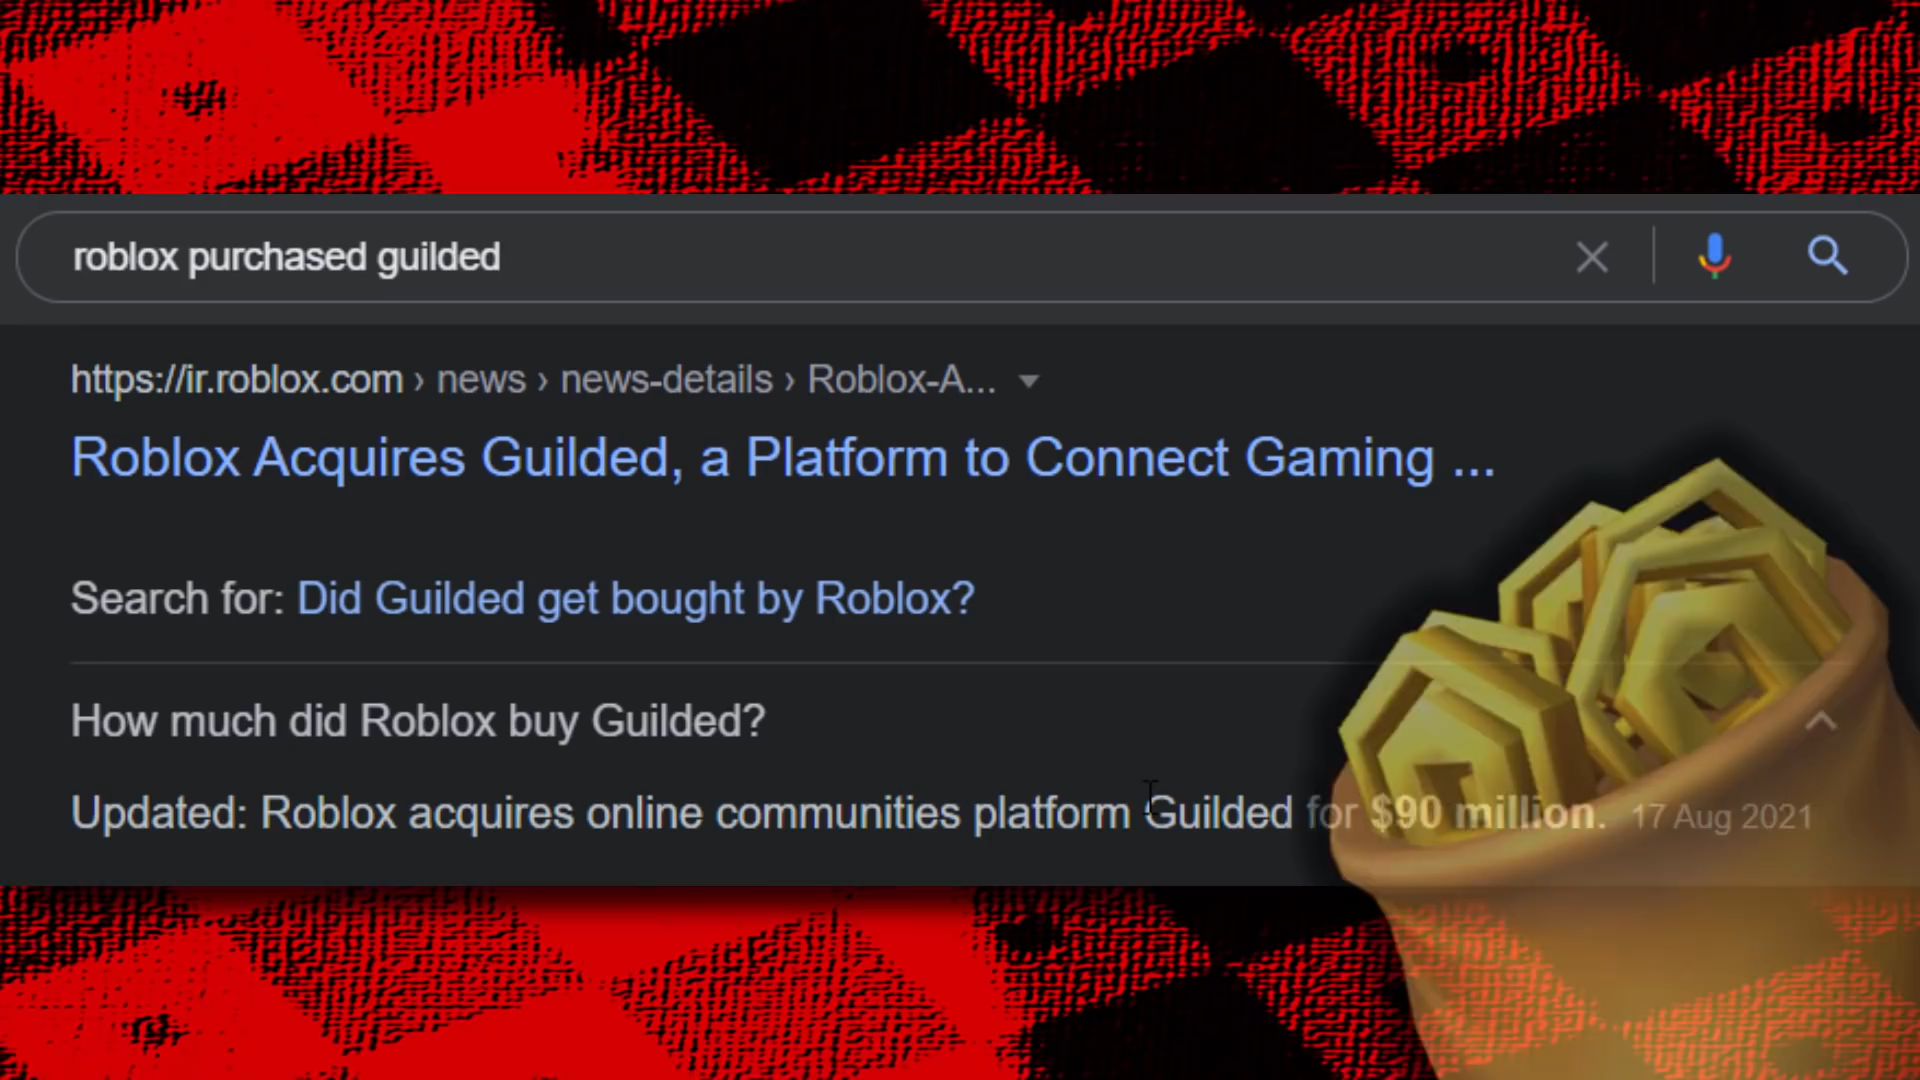 roblox purchased guilded
https://ir.roblox.com › news › news-details › Roblox-A...
Roblox Acquires Guilded, a Platform to Connect Gaming ...
Search for: Did Guilded get bought by Roblox?
How much did Roblox buy Guilded?
Updated: Roblox acquires online communities platform Guilded for $90 million. 17 Aug 2021